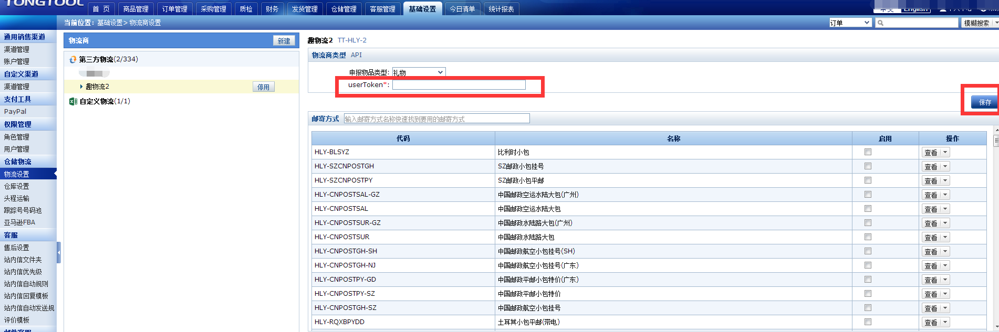 TONGTOOL
首 页 商品管理 订单管理 采购管理 质检 财务 发货管理 仓储管理 客服管理 基础设置 今日清单 统计报表
中文 English
当前位置：基础设置> 物流商设置
订单 模糊搜索
通用销售渠道
渠道管理
账户管理
自定义渠道
渠道管理
支付工具
PayPal
权限管理
角色管理
用户管理
仓储物流
物流设置
仓库设置
头程运输
跟踪号号码池
亚马逊FBA
客服
售后设置
站内信文件夹
站内信优先级
站内信自动规则
站内信回复模板
站内信自动发送规
评价模板
邮件客服
物流商 新建
第三方物流(2/334)
趣物流2 停用
自定义物流(1/1)
趣物流2 TT-HLY-2
物流商类型 API
申报物品类型: 礼物
userToken*:
保存
邮寄方式 输入邮寄方式名称快速找到要用的邮寄方式
代码 名称 启用 操作
HLY-BLSYZ 比利时小包 查看
HLY-SZCNPOSTGH SZ邮政小包挂号 查看
HLY-SZCNPOSTPY SZ邮政小包平邮 查看
HLY-CNPOSTSAL-GZ 中国邮政空运水陆大包(广州) 查看
HLY-CNPOSTSAL 中国邮政空运水陆大包 查看
HLY-CNPOSTSUR-GZ 中国邮政水陆路大包(广州) 查看
HLY-CNPOSTSUR 中国邮政水陆路大包 查看
HLY-CNPOSTGH-SH 中国邮政航空小包挂号(SH) 查看
HLY-CNPOSTGH-NJ 中国邮政航空小包挂号(广东) 查看
HLY-CNPOSTPY-GD 中国邮政平邮小包特价(广东) 查看
HLY-CNPOSTPY-SZ 中国邮政平邮小包特价 查看
HLY-CNPOSTGH-SZ 中国邮政航空小包挂号 查看
HLY-RQXBPYDD 土耳其小包平邮(带电) 查看